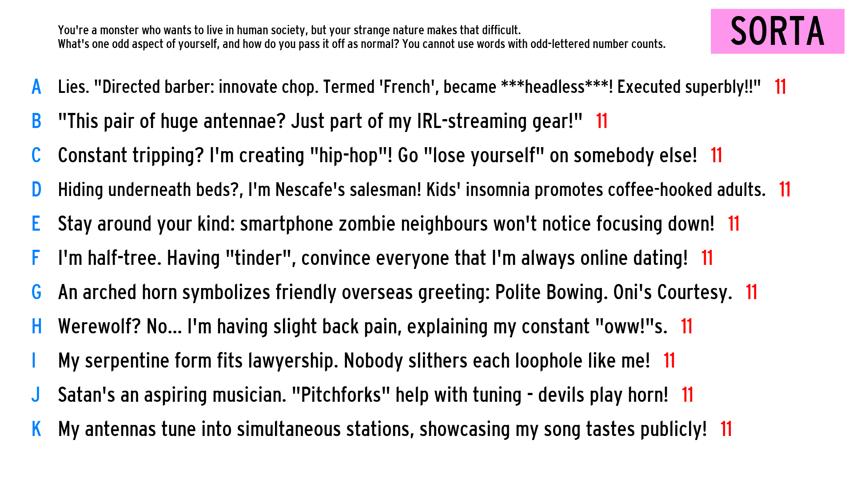 You're a monster who wants to live in human society, but your strange nature makes that difficult.
What's one odd aspect of yourself, and how do you pass it off as normal? You cannot use words with odd-lettered number counts.
SORTA
A Lies. "Directed barber: innovate chop. Termed 'French', became ***headless***! Executed superbly!!" 11
B "This pair of huge antennae? Just part of my IRL-streaming gear!" 11
C Constant tripping? I'm creating "hip-hop"! Go "lose yourself" on somebody else! 11
D Hiding underneath beds?, I'm Nescafe's salesman! Kids' insomnia promotes coffee-hooked adults. 11
E Stay around your kind: smartphone zombie neighbours won't notice focusing down! 11
F I'm half-tree. Having "tinder", convince everyone that I'm always online dating! 11
G An arched horn symbolizes friendly overseas greeting: Polite Bowing. Oni's Courtesy. 11
H Werewolf? No... I'm having slight back pain, explaining my constant "oww!"s. 11
I My serpentine form fits lawyership. Nobody slithers each loophole like me! 11
J Satan's an aspiring musician. "Pitchforks" help with tuning - devils play horn! 11
K My antennas tune into simultaneous stations, showcasing my song tastes publicly! 11